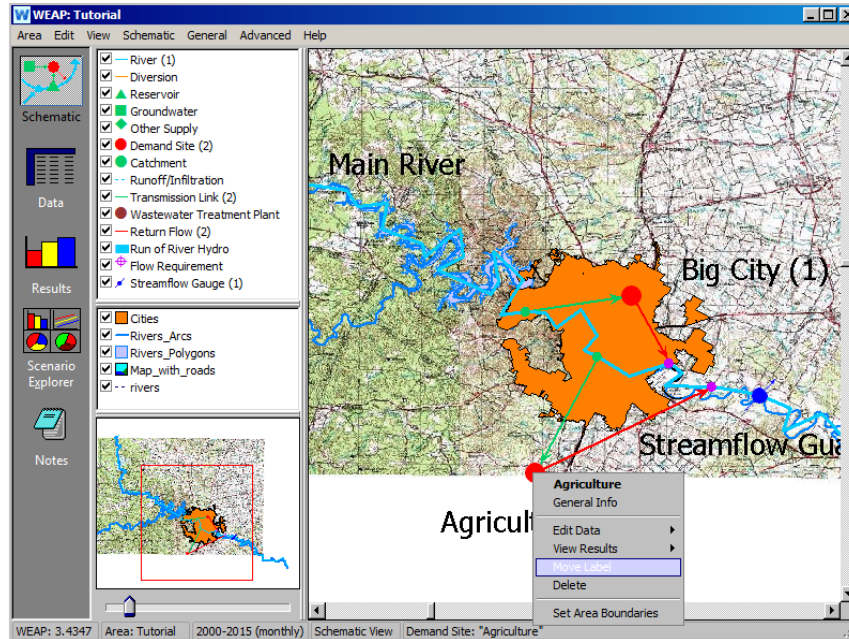 WEAP: Tutorial
Area Edit View Schematic General Advanced Help
Schematic
Data
Results
Scenario
Explorer
Notes
River (1)
Diversion
Reservoir
Groundwater
Other Supply
Demand Site (2)
Catchment
Runoff/Infiltration
Transmission Link (2)
Wastewater Treatment Plant
Return Flow (2)
Run of River Hydro
Flow Requirement
Streamflow Gauge (1)
Cities
Rivers_Arcs
Rivers_Polygons
Map_with_roads
rivers
Main River
Big City (1)
Streamflow Gua
Agricult
Agriculture
General Info
Edit Data
View Results
Move Label
Delete
Set Area Boundaries
WEAP: 3.4347 Area: Tutorial 2000-2015 (monthly) Schematic View Demand Site: "Agriculture"